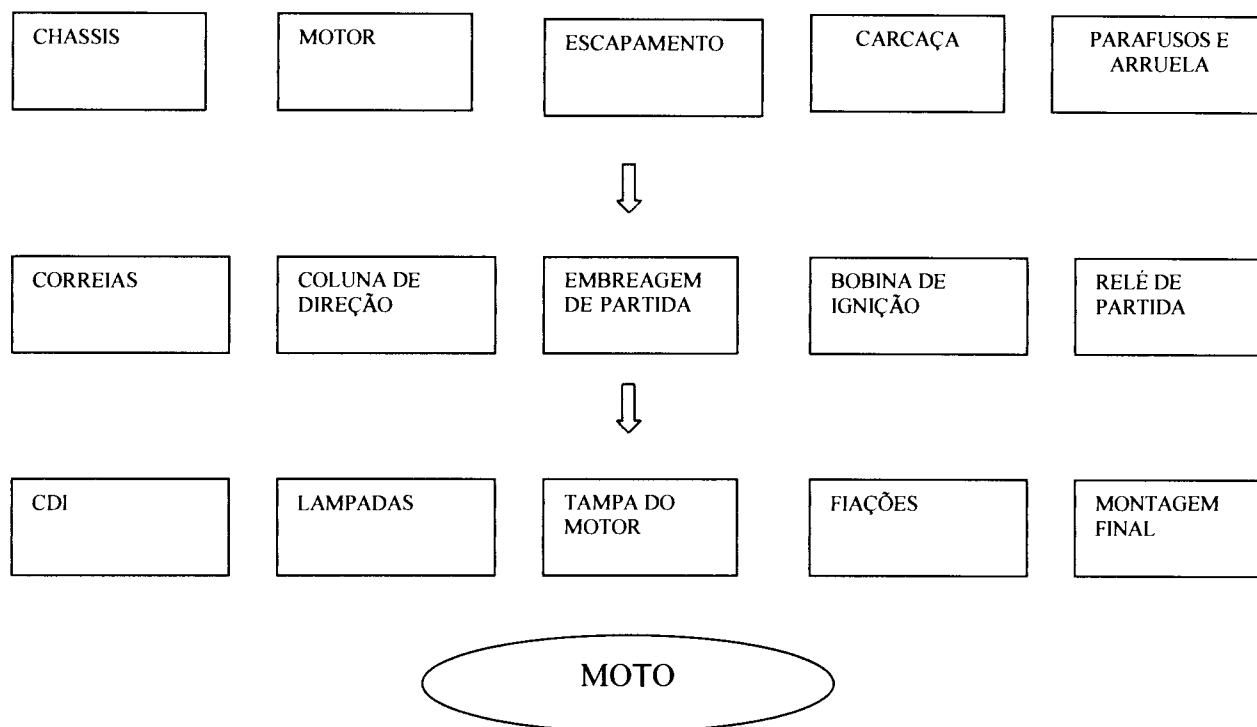 CHASSIS
MOTOR
ESCAPAMENTO
CARCAÇA
PARAFUSOS E
ARRUELA
CORREIAS
COLUNA DE
DIREÇÃO
EMBREAGEM
DE PARTIDA
BOBINA DE
IGNIÇÃO
RELÉ DE
PARTIDA
CDI
LAMPADAS
TAMPA DO
MOTOR
FIAÇÕES
MONTAGEM
FINAL
MOTO